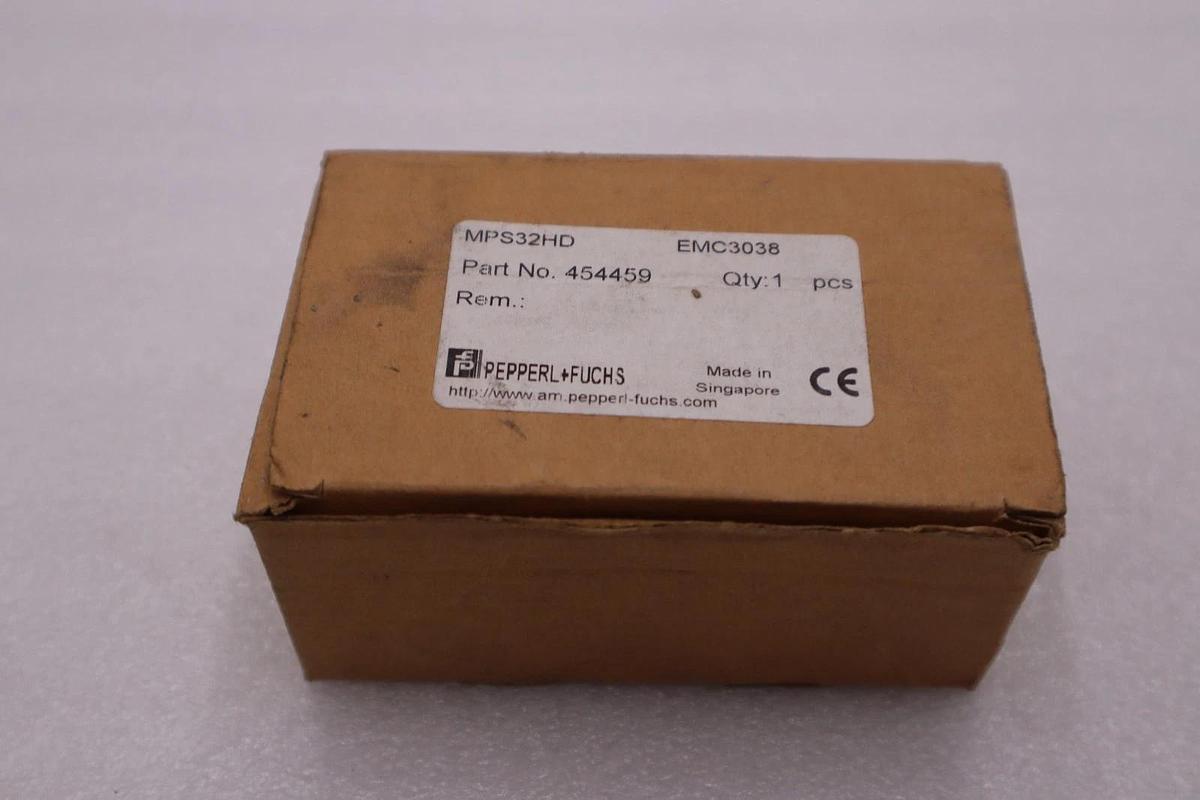 MPS32HD EMC3038
Part No. 454459 Qty:1 pcs
Rem.:
PEPPERL+FUCHS
http://www.am.pepperl-fuchs.com
Made in
Singapore
CE